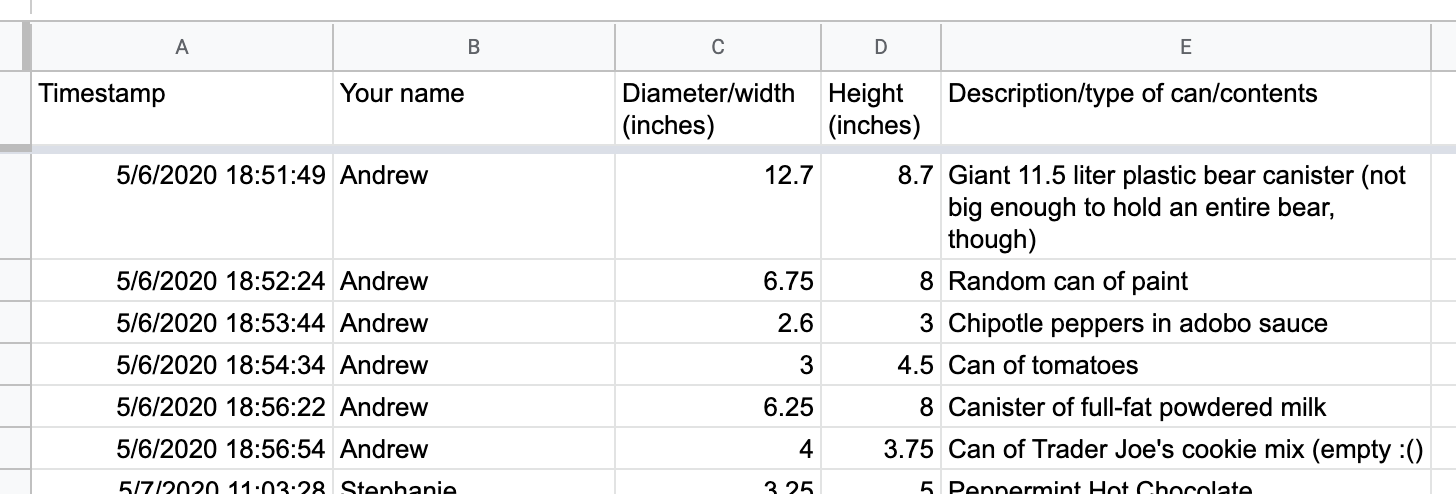 A B C D E
Timestamp Your name Diameter/width Height Description/type of can/contents
(inches) (inches)
5/6/2020 18:51:49 Andrew 12.7 8.7 Giant 11.5 liter plastic bear canister (not
big enough to hold an entire bear,
though)
5/6/2020 18:52:24 Andrew 6.75 8 Random can of paint
5/6/2020 18:53:44 Andrew 2.6 3 Chipotle peppers in adobo sauce
5/6/2020 18:54:34 Andrew 3 4.5 Can of tomatoes
5/6/2020 18:56:22 Andrew 6.25 8 Canister of full-fat powdered milk
5/6/2020 18:56:54 Andrew 4 3.75 Can of Trader Joe's cookie mix (empty :()
5/7/2020 11:03:28 Stephanie 3.25 5 Peppermint Hot Chocolate